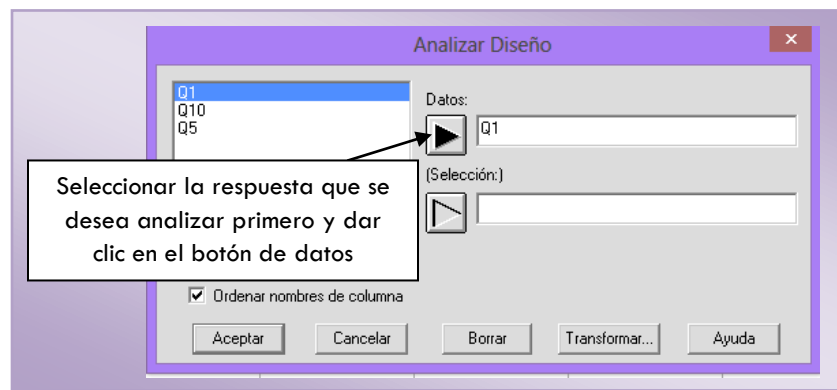 Analizar Diseño
Q1
Q10
Q5
Datos:
Q1
(Selección:)
Seleccionar la respuesta que se
desea analizar primero y dar
clic en el botón de datos
Ordenar nombres de columna
Aceptar
Cancelar
Borrar
Transformar...
Ayuda